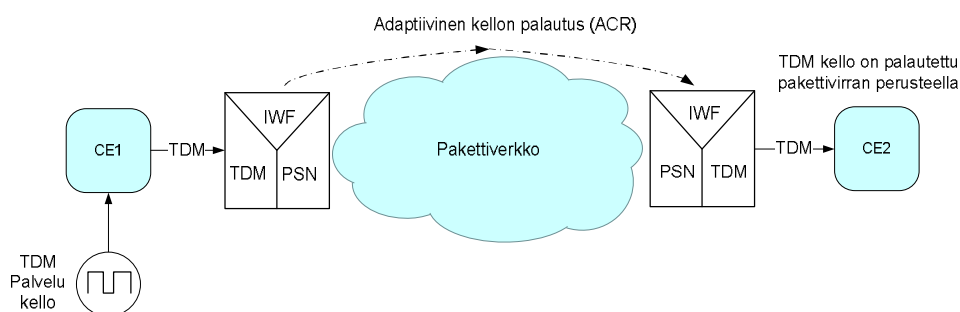 Adaptiivinen kellon palautus (ACR)
TDM kello on palautettu
pakettivirran perusteella
CE1
TDM
IWF
TDM
PSN
Pakettiverkko
IWF
PSN
TDM
TDM
CE2
TDM
Palvelu
kello